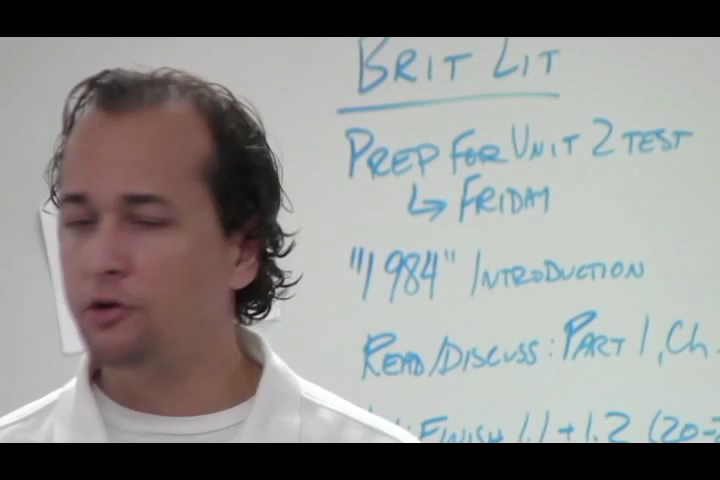 BRIT LIT
PREP FOR UNIT 2 TEST
↳ FRIDAY
"1984" INTRODUCTION
READ/DISCUSS: PART 1, Ch.
FINISH 1.1 + 1.2 (20-